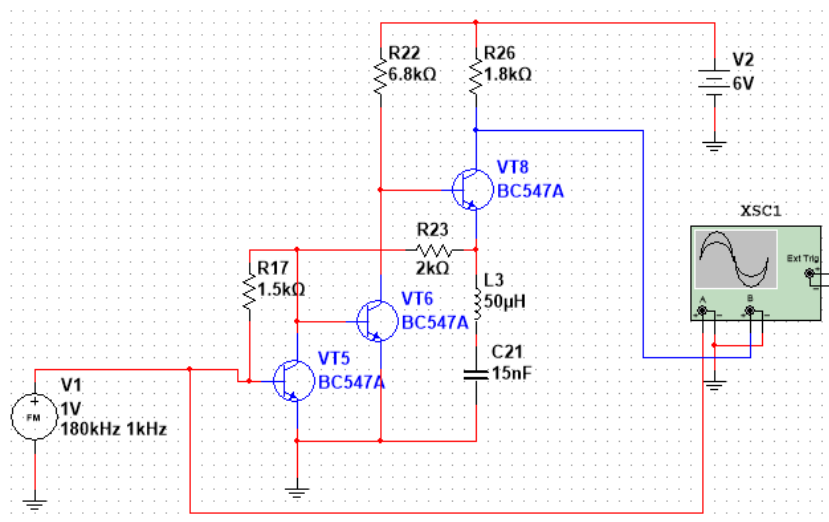 R22
6.8kΩ
R26
1.8kΩ
V2
6V
VT8
BC547A
XSC1
Ext Trig
+
−
A
B
+ − + −
R23
2kΩ
R17
1.5kΩ
L3
50µH
VT6
BC547A
C21
15nF
VT5
BC547A
V1
1V
180kHz 1kHz
+
FM